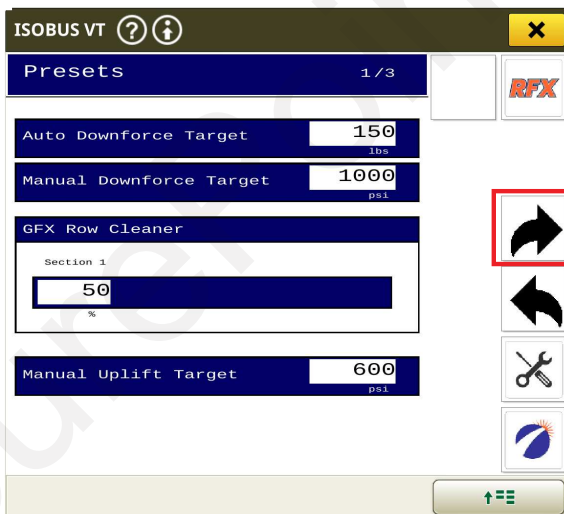 ISOBUS VT
Presets 1/3
RFX
Auto Downforce Target 150
lbs
Manual Downforce Target 1000
psi
GFX Row Cleaner
Section 1
50
%
Manual Uplift Target 600
psi